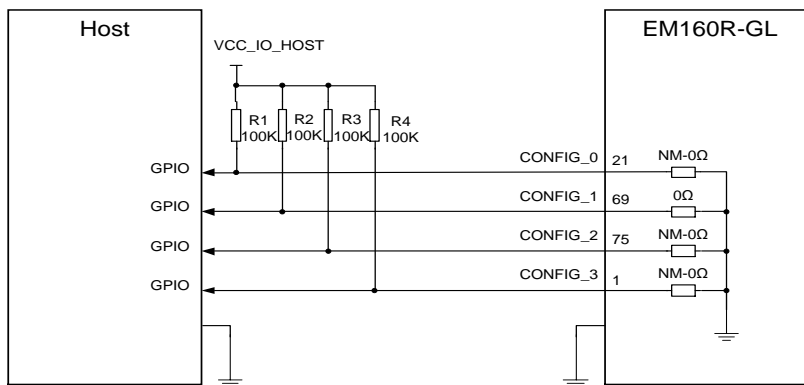 Host
EM160R-GL
VCC_IO_HOST
R1
100K
R2
100K
R3
100K
R4
100K
GPIO
CONFIG_0
21
NM-0Ω
GPIO
CONFIG_1
69
0Ω
GPIO
CONFIG_2
75
NM-0Ω
GPIO
CONFIG_3
1
NM-0Ω